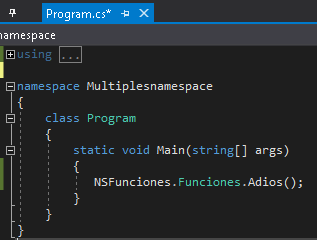 Program.cs*
namespace
using ...
namespace Multiplesnamespace
{
class Program
{
static void Main(string[] args)
{
NSFunciones.Funciones.Adios();
}
}
}